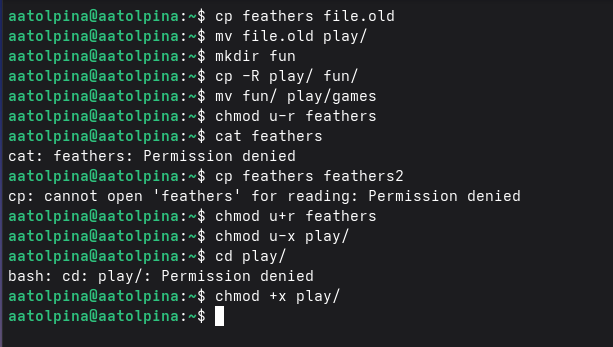 aatolpina@aatolpina:~$ cp feathers file.old
aatolpina@aatolpina:~$ mv file.old play/
aatolpina@aatolpina:~$ mkdir fun
aatolpina@aatolpina:~$ cp -R play/ fun/
aatolpina@aatolpina:~$ mv fun/ play/games
aatolpina@aatolpina:~$ chmod u-r feathers
aatolpina@aatolpina:~$ cat feathers
cat: feathers: Permission denied
aatolpina@aatolpina:~$ cp feathers feathers2
cp: cannot open 'feathers' for reading: Permission denied
aatolpina@aatolpina:~$ chmod u+r feathers
aatolpina@aatolpina:~$ chmod u-x play/
aatolpina@aatolpina:~$ cd play/
bash: cd: play/: Permission denied
aatolpina@aatolpina:~$ chmod +x play/
aatolpina@aatolpina:~$